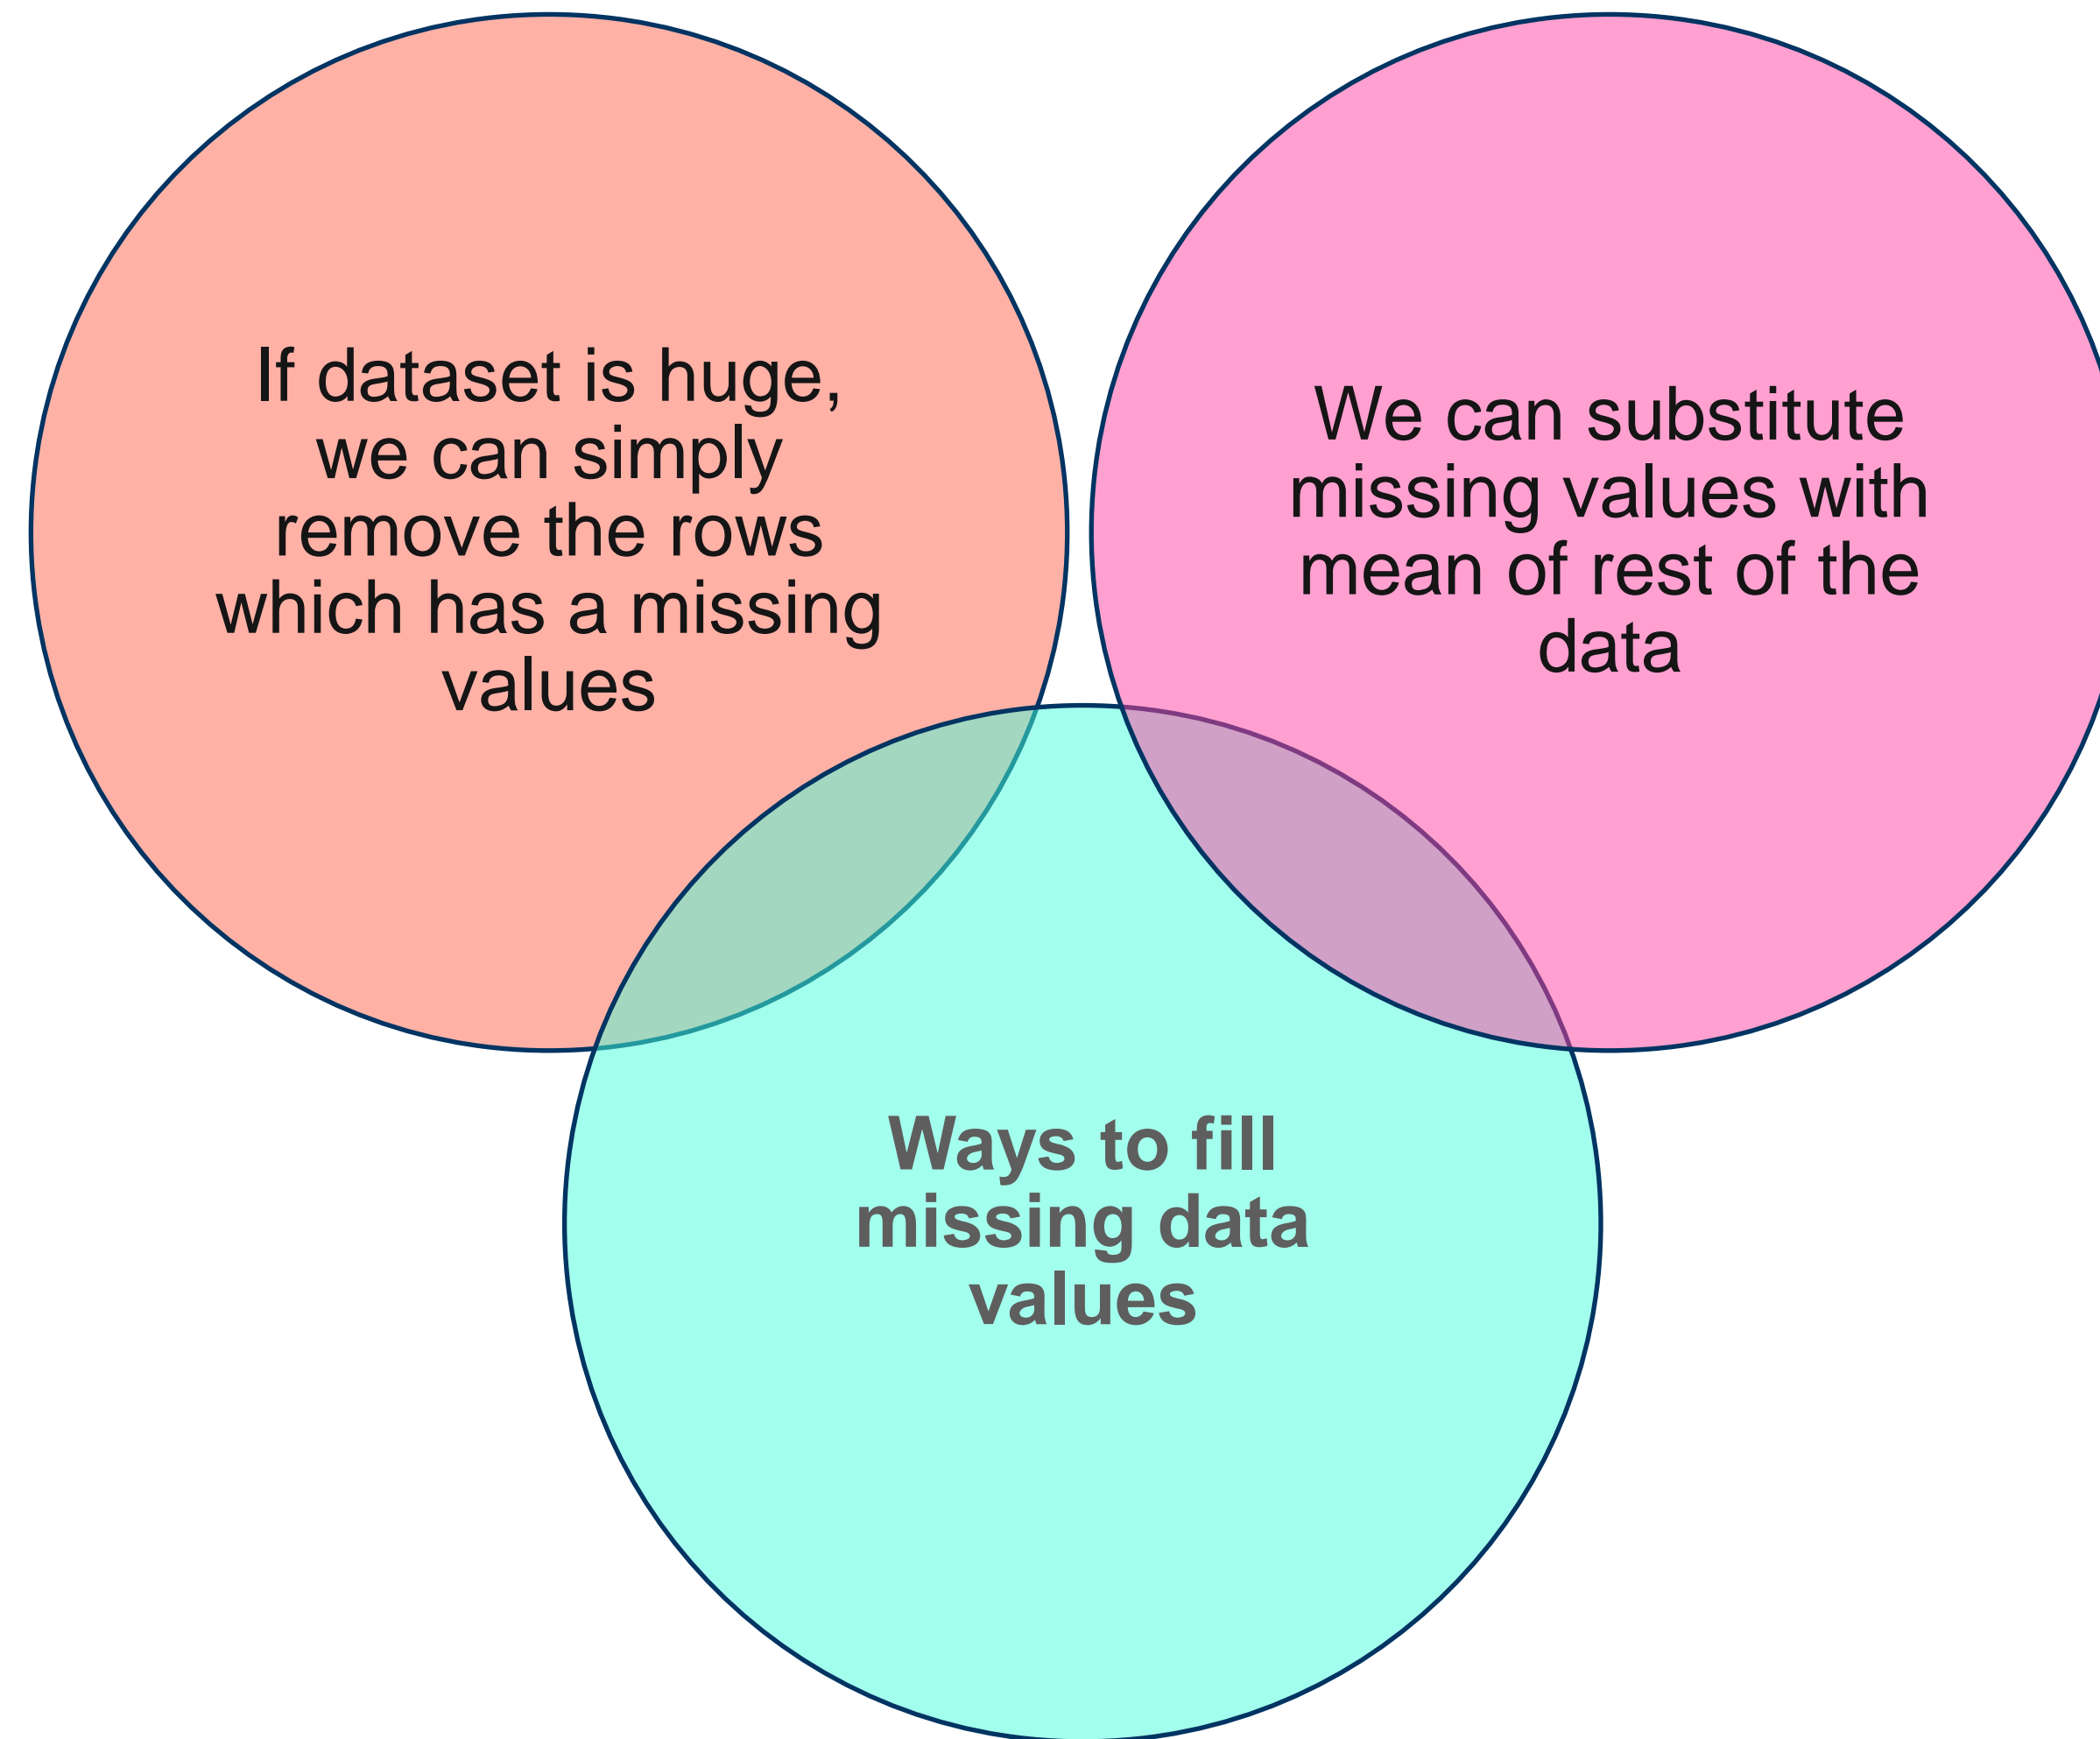 If dataset is huge,
we can simply
remove the rows
which has a missing
values
We can substitute
missing values with
mean of rest of the
data
Ways to fill
missing data
values